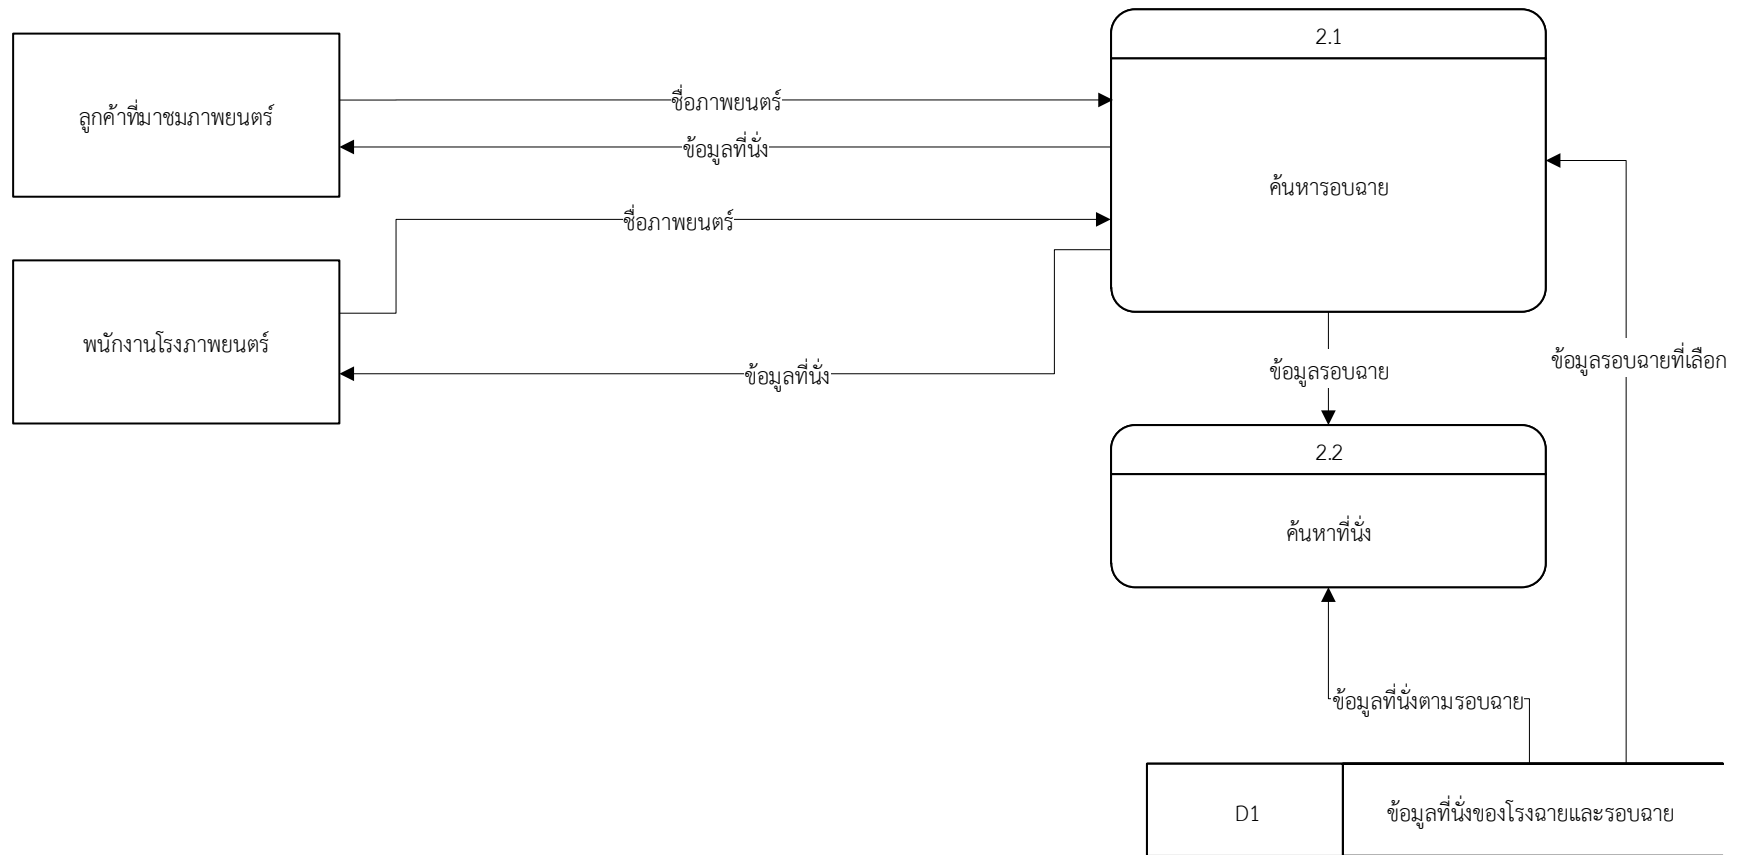 2.1
ลูกค้าที่มาชมภาพยนตร์
ชื่อภาพยนตร์
ข้อมูลที่นั่ง
ค้นหารอบฉาย
ชื่อภาพยนตร์
พนักงานโรงภาพยนตร์
ข้อมูลที่นั่ง
ข้อมูลรอบฉาย
ข้อมูลรอบฉายที่เลือก
2.2
ค้นหาที่นั่ง
ข้อมูลที่นั่งตามรอบฉาย
D1
ข้อมูลที่นั่งของโรงฉายและรอบฉาย